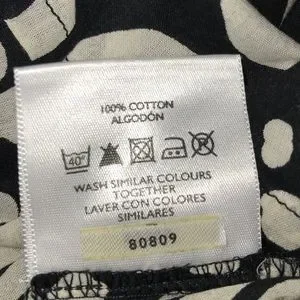 100% COTTON
ALGODÓN
40°
WASH SIMILAR COLOURS
TOGETHER
LAVER CON COLORES
SIMILARES
80809